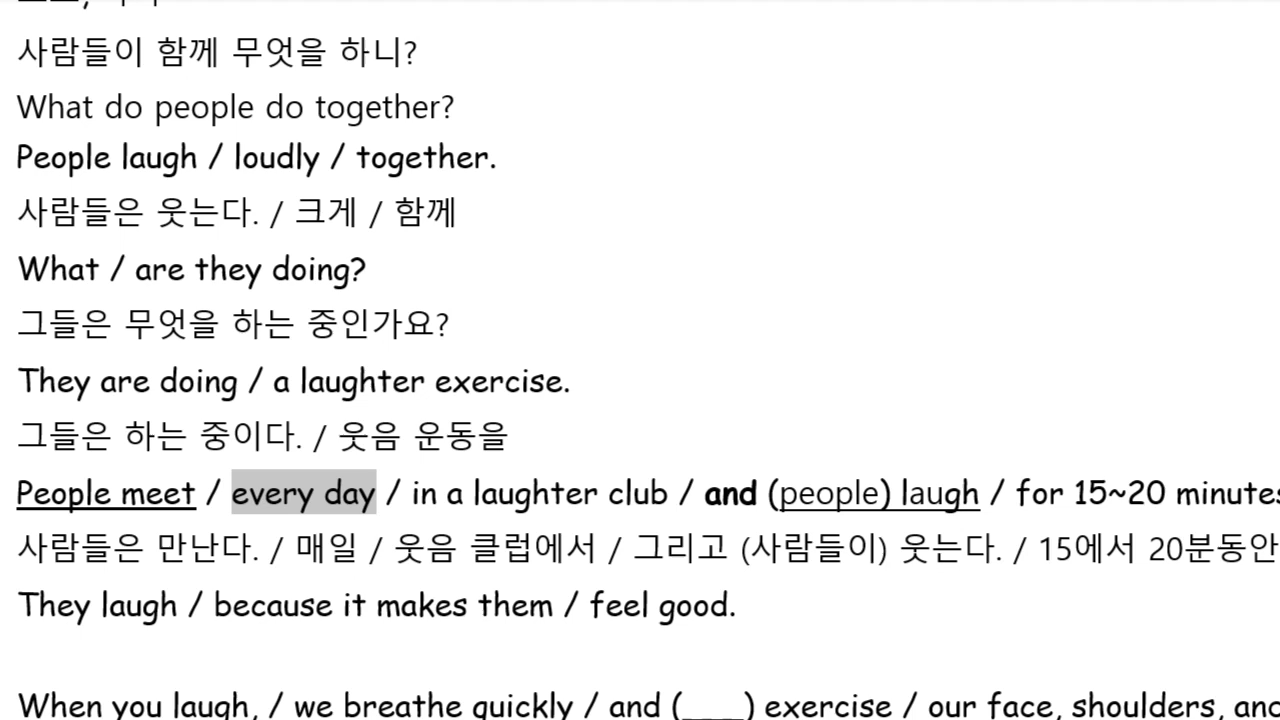 사람들이 함께 무엇을 하니?
What do people do together?
People laugh / loudly / together.
사람들은 웃는다. / 크게 / 함께
What / are they doing?
그들은 무엇을 하는 중인가요?
They are doing / a laughter exercise.
그들은 하는 중이다. / 웃음 운동을
People meet / every day / in a laughter club / and (people) laugh / for 15~20 minutes
사람들은 만난다. / 매일 / 웃음 클럽에서 / 그리고 (사람들이) 웃는다. / 15에서 20분동안
They laugh / because it makes them / feel good.
When you laugh, / we breathe quickly / and (____) exercise / our face, shoulders, and